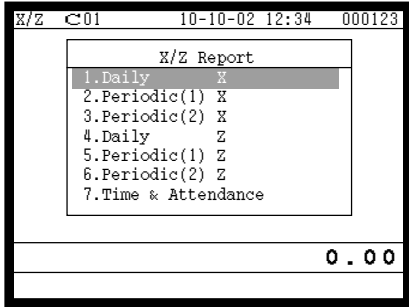 X/Z C01 10-10-02 12:34 000123
X/Z Report
1.Daily X
2.Periodic(1) X
3.Periodic(2) X
4.Daily Z
5.Periodic(1) Z
6.Periodic(2) Z
7.Time & Attendance
0.00